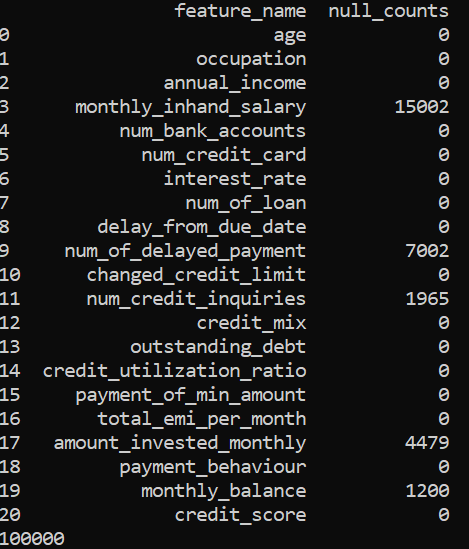 feature_name null_counts
0 age 0
1 occupation 0
2 annual_income 0
3 monthly_inhand_salary 15002
4 num_bank_accounts 0
5 num_credit_card 0
6 interest_rate 0
7 num_of_loan 0
8 delay_from_due_date 0
9 num_of_delayed_payment 7002
10 changed_credit_limit 0
11 num_credit_inquiries 1965
12 credit_mix 0
13 outstanding_debt 0
14 credit_utilization_ratio 0
15 payment_of_min_amount 0
16 total_emi_per_month 0
17 amount_invested_monthly 4479
18 payment_behaviour 0
19 monthly_balance 1200
20 credit_score 0
100000